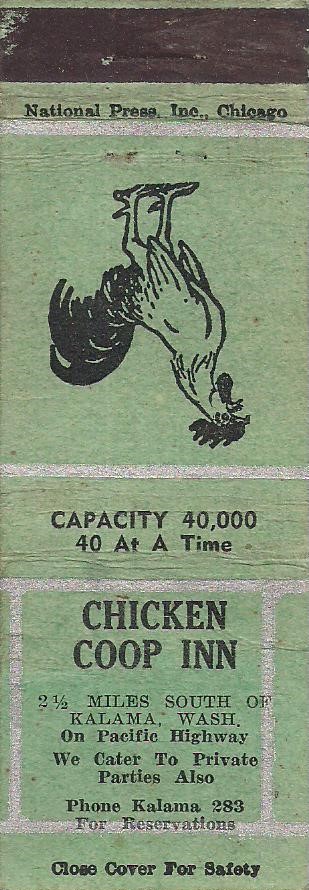 National Press, Inc., Chicago
CAPACITY 40,000
40 At A Time
CHICKEN
COOP INN
2½ MILES SOUTH OF
KALAMA, WASH.
On Pacific Highway
We Cater To Private
Parties Also
Phone Kalama 283
For Reservations
Close Cover For Safety